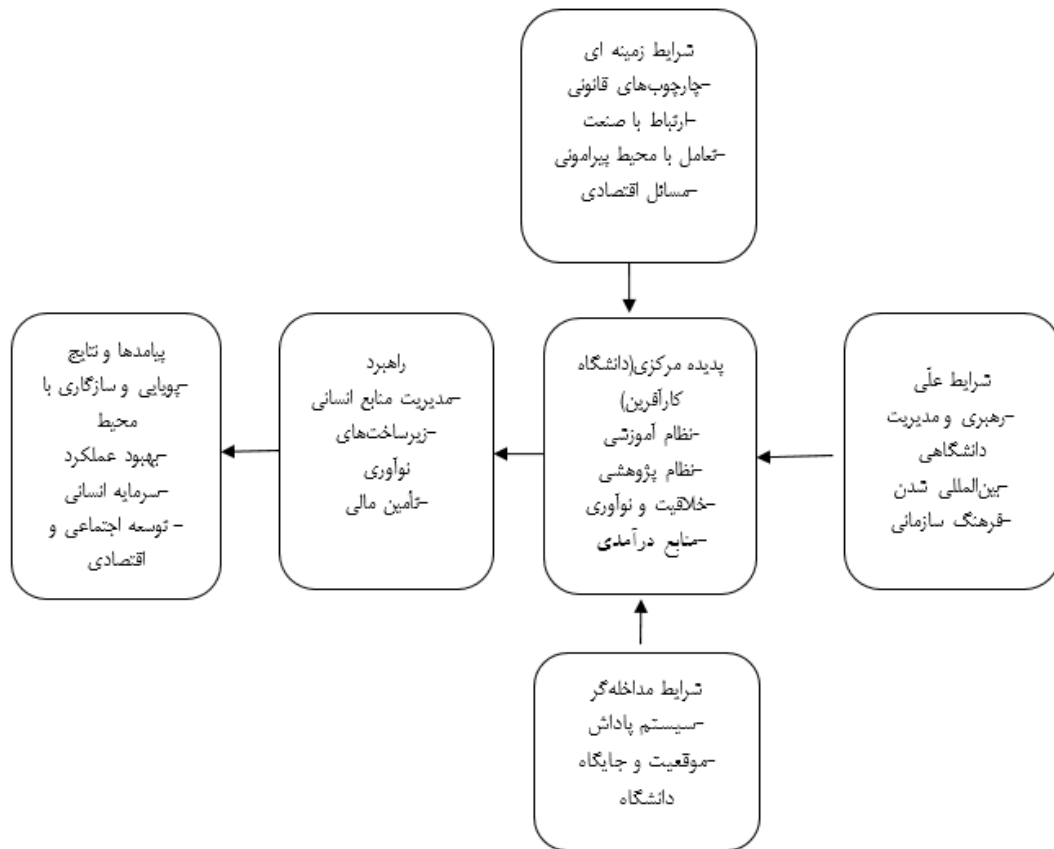 شرایط زمینه ای
-چارچوب‌های قانونی
-ارتباط با صنعت
-تعامل با محیط پیرامونی
-مسائل اقتصادی
شرایط علّی
-رهبری و مدیریت
دانشگاهی
-بین‌المللی شدن
-فرهنگ سازمانی
پدیده مرکزی(دانشگاه
کارآفرین)
-نظام آموزشی
-نظام پژوهشی
-خلاقیت و نوآوری
-منابع درآمدی
راهبرد
-مدیریت منابع انسانی
-زیرساخت‌های
نوآوری
-تأمین مالی
پیامدها و نتایج
-پویایی و سازگاری با
محیط
-بهبود عملکرد
-سرمایه انسانی
- توسعه اجتماعی و
اقتصادی
شرایط مداخله‌گر
-سیستم پاداش
-موقعیت و جایگاه
دانشگاه